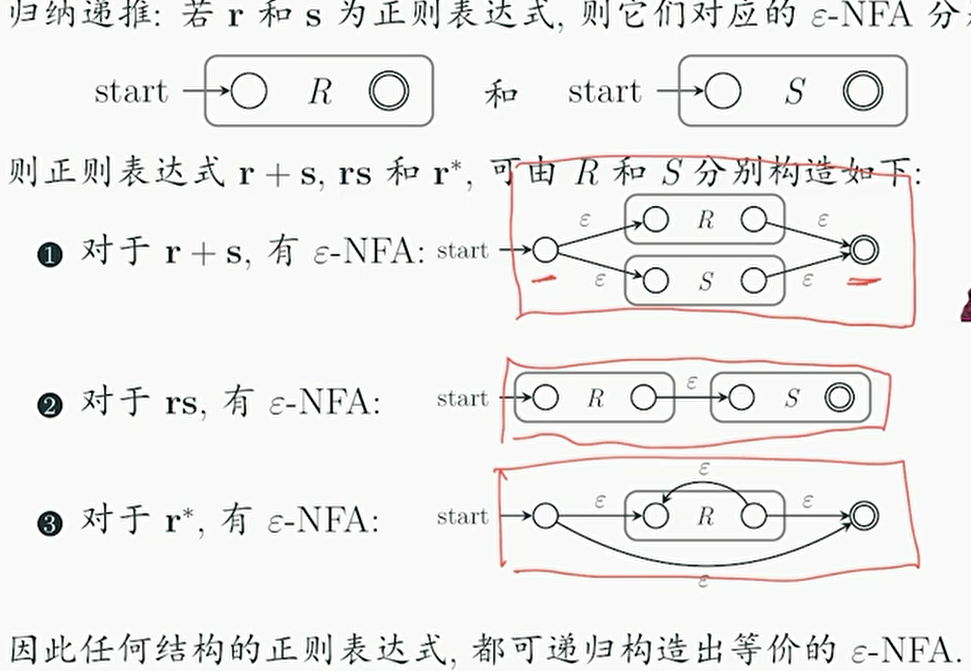 归纳递推: 若 r 和 s 为正则表达式, 则它们对应的 ε-NFA 分
start R 和 start S
则正则表达式 r + s, rs 和 r*, 可由 R 和 S 分别构造如下:
❶ 对于 r + s, 有 ε-NFA: start ε R ε ε S ε
❷ 对于 rs, 有 ε-NFA: start R ε S
❸ 对于 r*, 有 ε-NFA: start ε ε R ε ε
因此任何结构的正则表达式, 都可递归构造出等价的 ε-NFA.